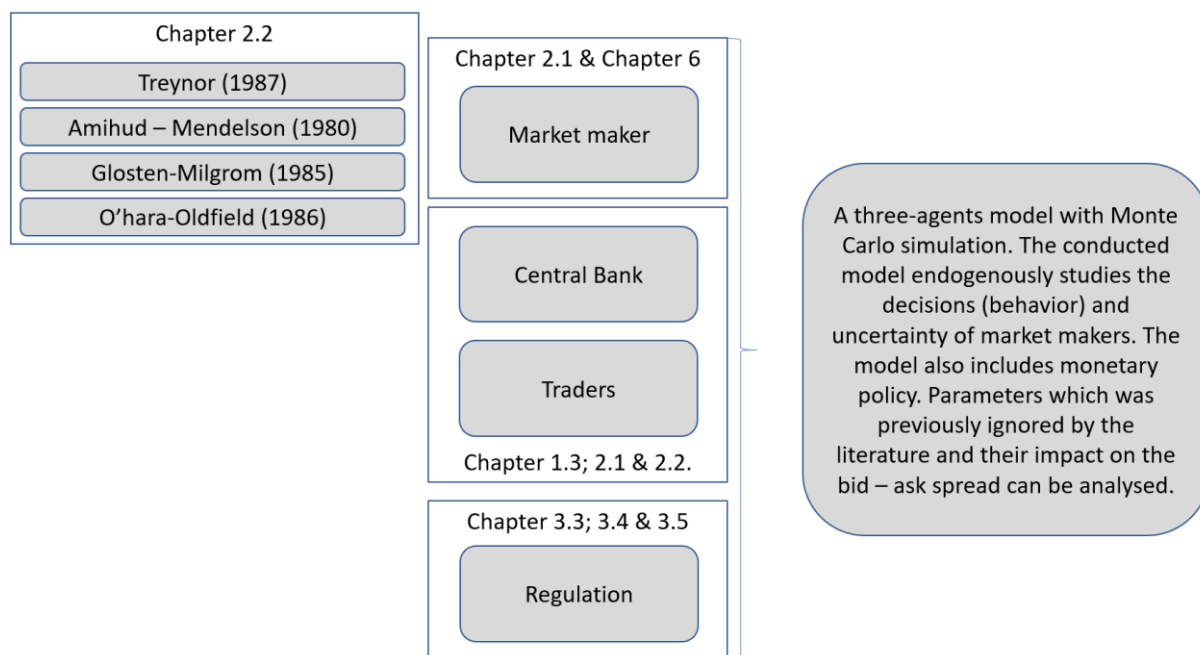 Chapter 2.2
Treynor (1987)
Amihud – Mendelson (1980)
Glosten-Milgrom (1985)
O'hara-Oldfield (1986)
Chapter 2.1 & Chapter 6
Market maker
Central Bank
Traders
Chapter 1.3; 2.1 & 2.2.
Chapter 3.3; 3.4 & 3.5
Regulation
A three-agents model with Monte
Carlo simulation. The conducted
model endogenously studies the
decisions (behavior) and
uncertainty of market makers. The
model also includes monetary
policy. Parameters which was
previously ignored by the
literature and their impact on the
bid – ask spread can be analysed.